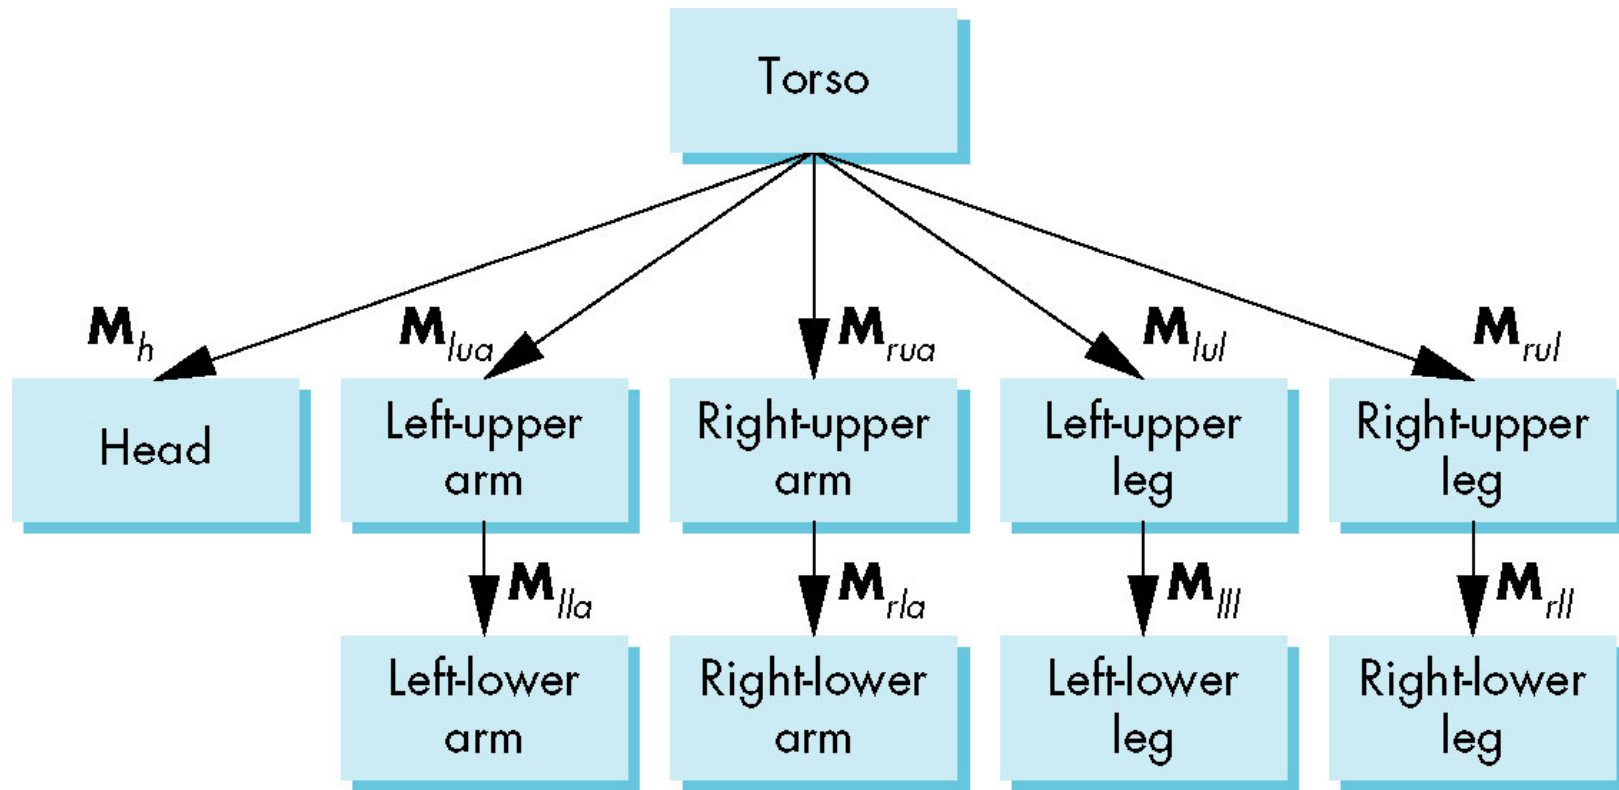 Torso
M_h
M_lua
M_rua
M_lul
M_rul
Head
Left-upper
arm
Right-upper
arm
Left-upper
leg
Right-upper
leg
M_lla
M_rla
M_lll
M_rll
Left-lower
arm
Right-lower
arm
Left-lower
leg
Right-lower
leg